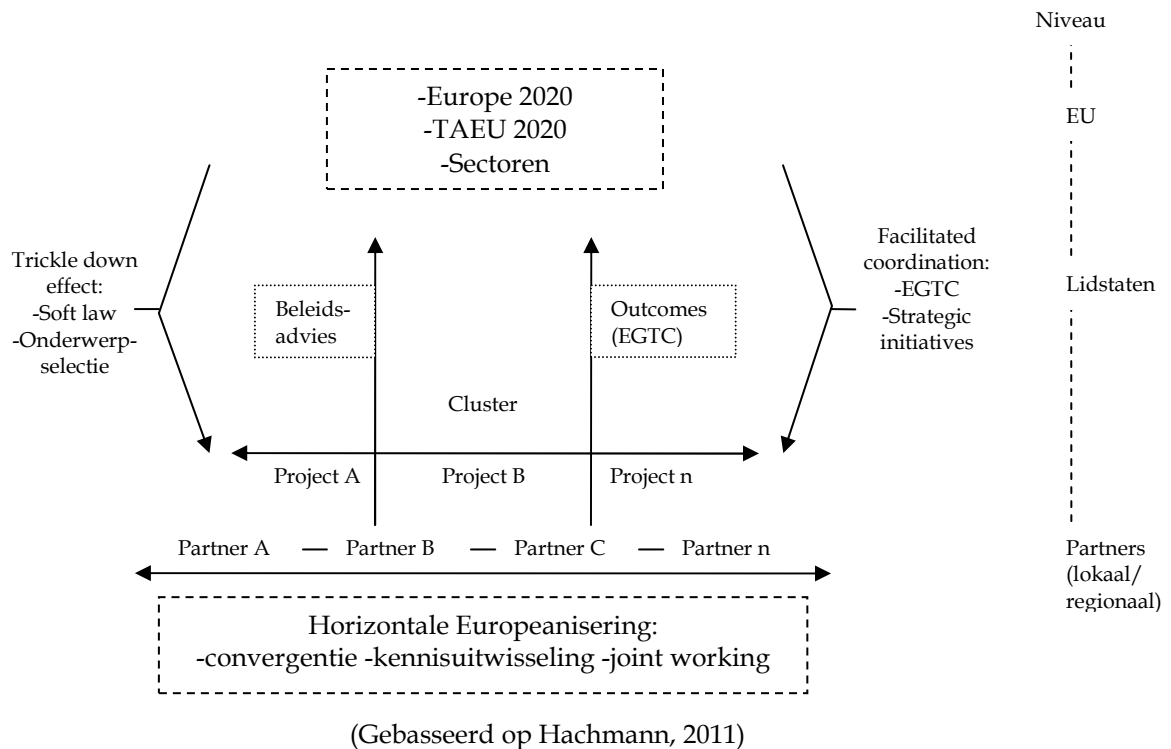 Niveau
-Europe 2020
-TAEU 2020
-Sectoren
EU
Trickle down
effect:
-Soft law
-Onderwerp-
selectie
Beleids-
advies
Outcomes
(EGTC)
Facilitated
coordination:
-EGTC
-Strategic
initiatives
Lidstaten
Cluster
Project A
Project B
Project n
Partner A — Partner B — Partner C — Partner n
Partners
(lokaal/
regionaal)
Horizontale Europeanisering:
-convergentie -kennisuitwisseling -joint working
(Gebasseerd op Hachmann, 2011)